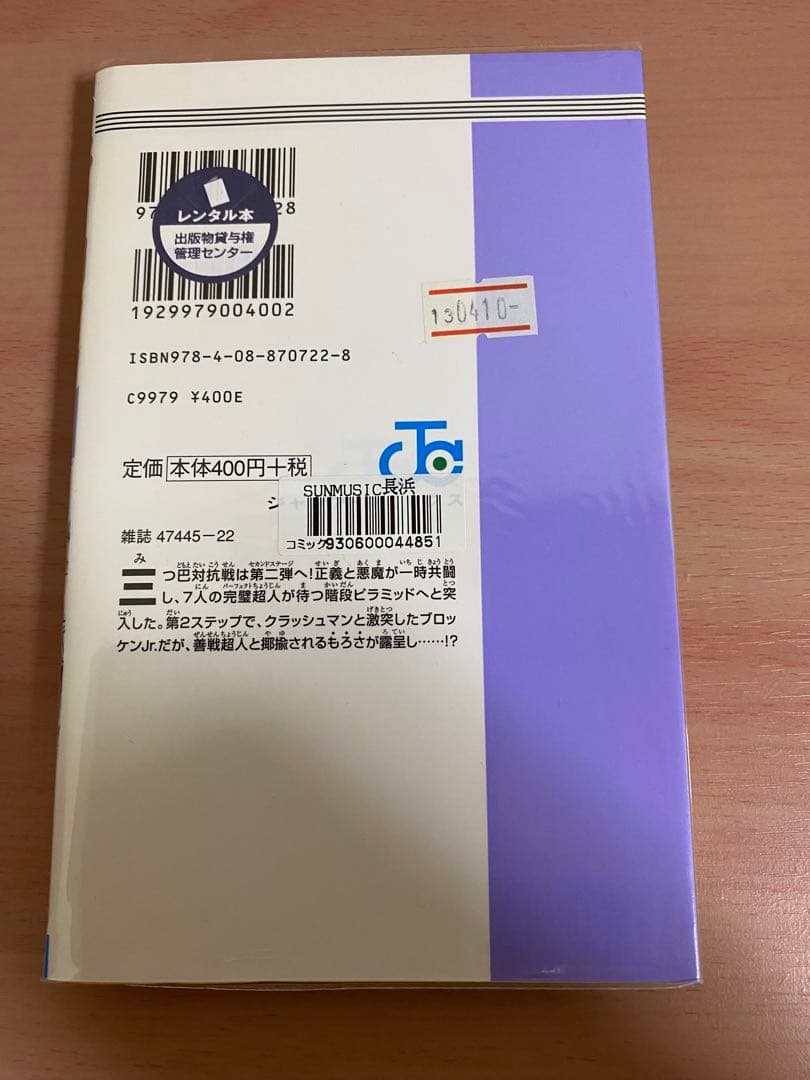 97
28
レンタル本
出版物貸与権
管理センター
1929979004002
130410-
ISBN978-4-08-870722-8
C9979 ¥400E
定価 本体400円+税
JC
ジ
ス
SUNMUSIC長浜
コミック930600044851
雑誌 47445-22
三つ巴対抗戦は第二弾へ!正義と悪魔が一時共闘
し、7人の完璧超人が待つ階段ピラミッドへと突
入した。第2ステップで、クラッシュマンと激突したブロッ
ケンJr.だが、善戦超人と揶揄されるもろさが露呈し……!?